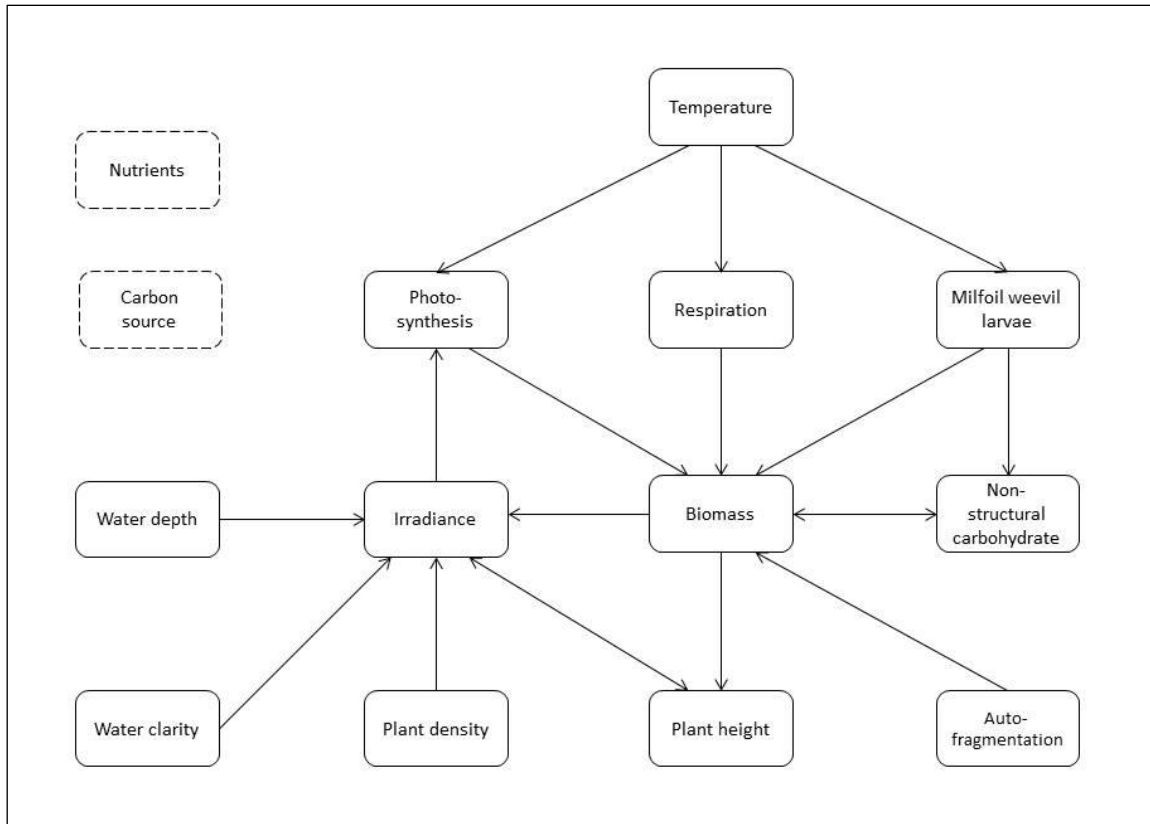 Temperature
Nutrients
Carbon
source
Photo-
synthesis
Respiration
Milfoil weevil
larvae
Water depth
Irradiance
Biomass
Non-
structural
carbohydrate
Water clarity
Plant density
Plant height
Auto-
fragmentation